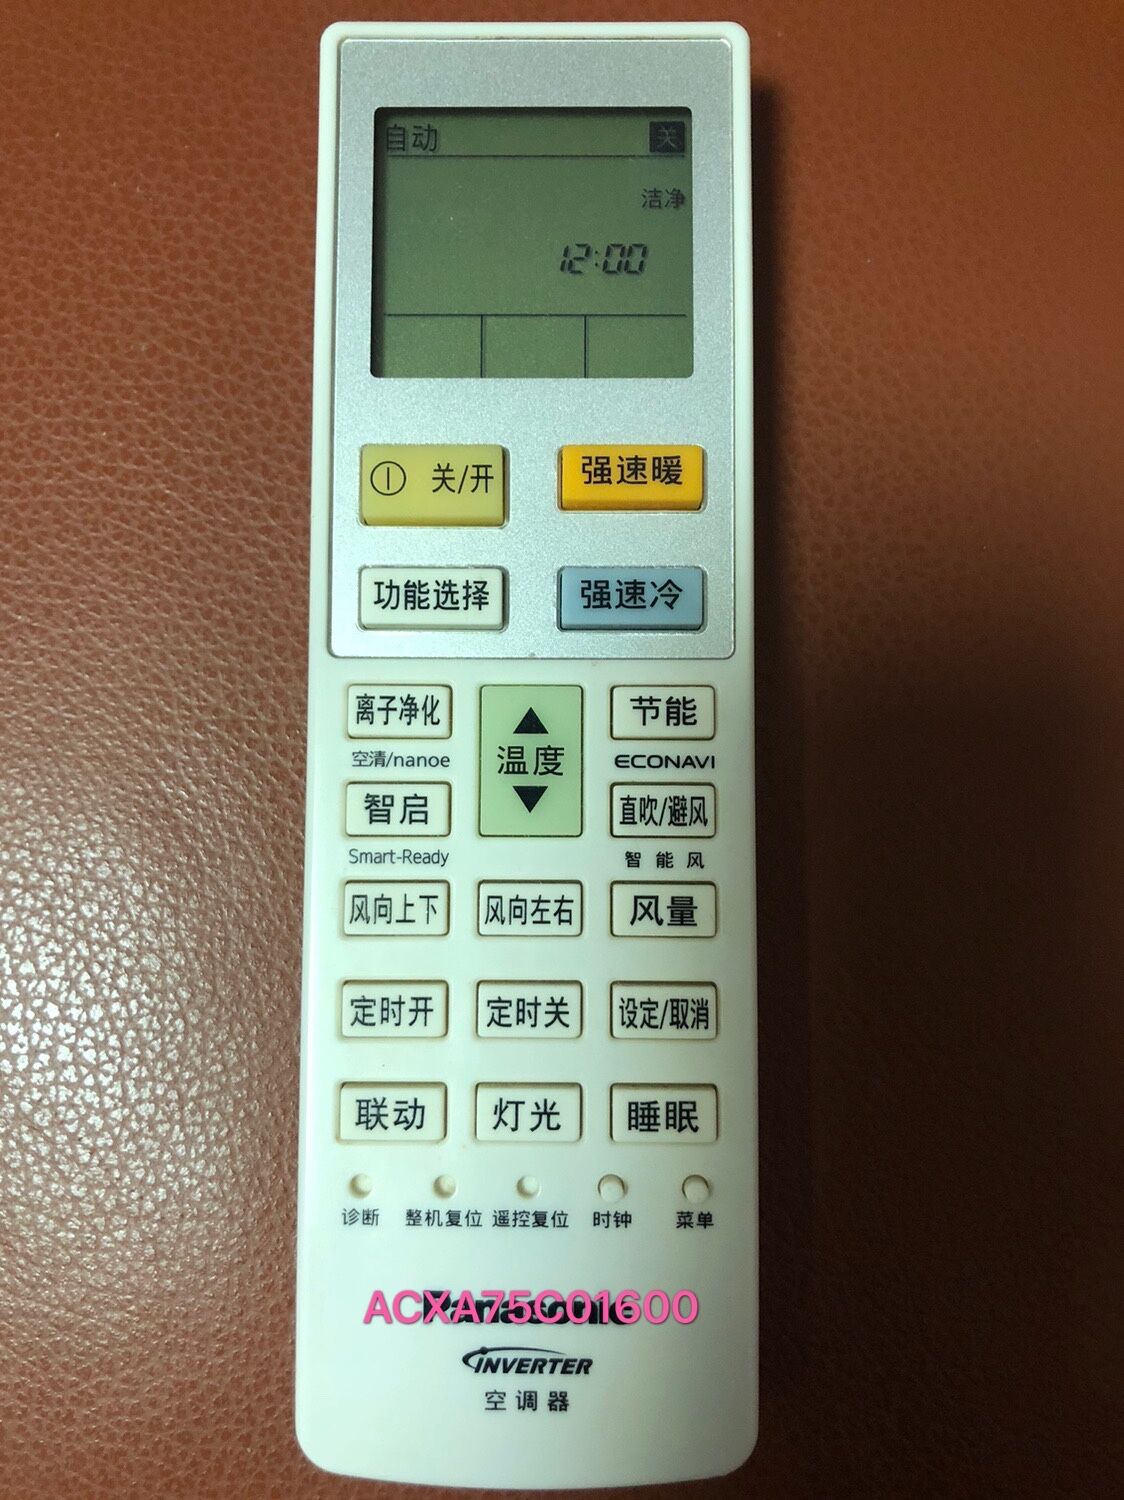 自动 关
洁净
12:00
关/开 强速暖
功能选择 强速冷
离子净化 温度 节能
空清/nanoe ECONAVI
智启 直吹/避风
Smart-Ready 智能风
风向上下 风向左右 风量
定时开 定时关 设定/取消
联动 灯光 睡眠
诊断 整机复位 遥控复位 时钟 菜单
Panasonic
ACXA75C01600
INVERTER
空调器